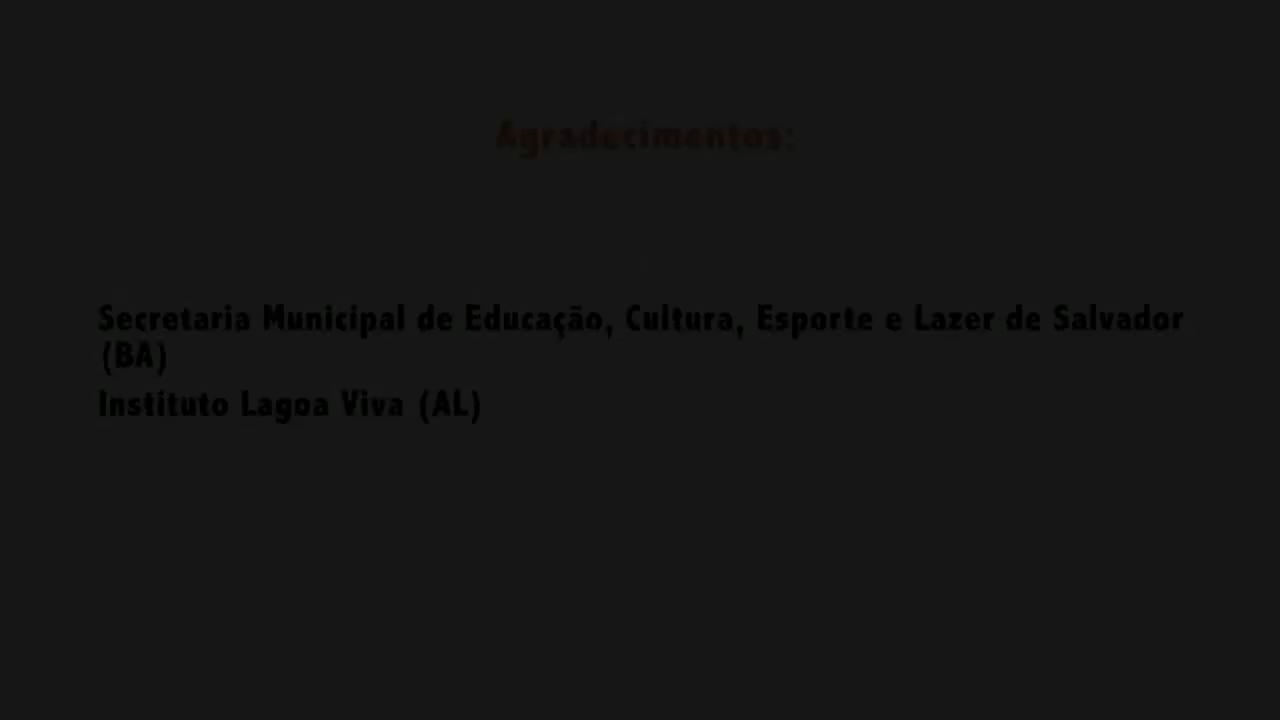 Agradecimentos:
Secretaria Municipal de Educação, Cultura, Esporte e Lazer de Salvador
(BA)
Instituto Lagoa Viva (AL)